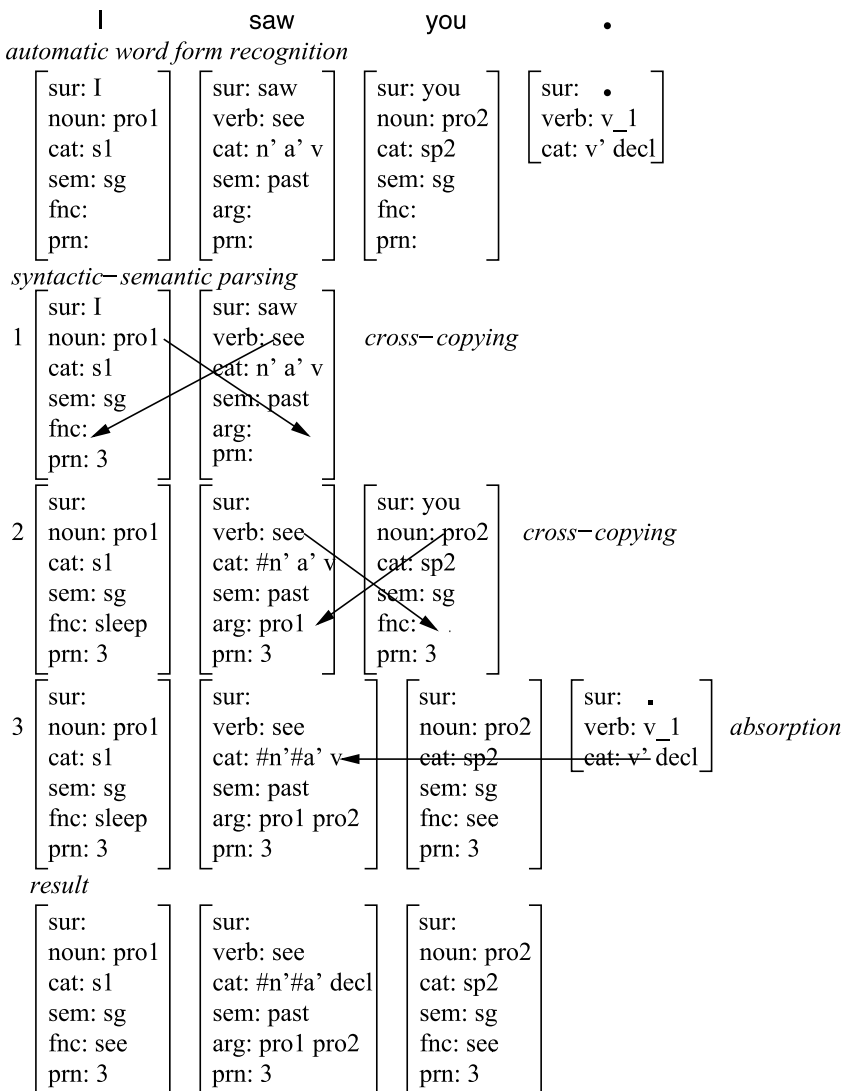 I saw you .
automatic word form recognition
sur: I sur: saw sur: you sur: .
noun: pro1 verb: see noun: pro2 verb: v_1
cat: s1 cat: n’ a’ v cat: sp2 cat: v’ decl
sem: sg sem: past sem: sg
fnc: arg: fnc:
prn: prn: prn:
syntactic−semantic parsing
sur: I sur: saw
1 noun: pro1 verb: see cross−copying
cat: s1 cat: n’ a’ v
sem: sg sem: past
fnc: arg:
prn: 3 prn:
sur: sur: sur: you
2 noun: pro1 verb: see noun: pro2 cross−copying
cat: s1 cat: #n’ a’ v cat: sp2
sem: sg sem: past sem: sg
fnc: sleep arg: pro1 fnc:
prn: 3 prn: 3 prn: 3
sur: sur: sur: sur: .
3 noun: pro1 verb: see noun: pro2 verb: v_1 absorption
cat: s1 cat: #n’#a’ v cat: sp2 cat: v’ decl
sem: sg sem: past sem: sg
fnc: sleep arg: pro1 pro2 fnc: see
prn: 3 prn: 3 prn: 3
result
sur: sur: sur:
noun: pro1 verb: see noun: pro2
cat: s1 cat: #n’#a’ decl cat: sp2
sem: sg sem: past sem: sg
fnc: see arg: pro1 pro2 fnc: see
prn: 3 prn: 3 prn: 3